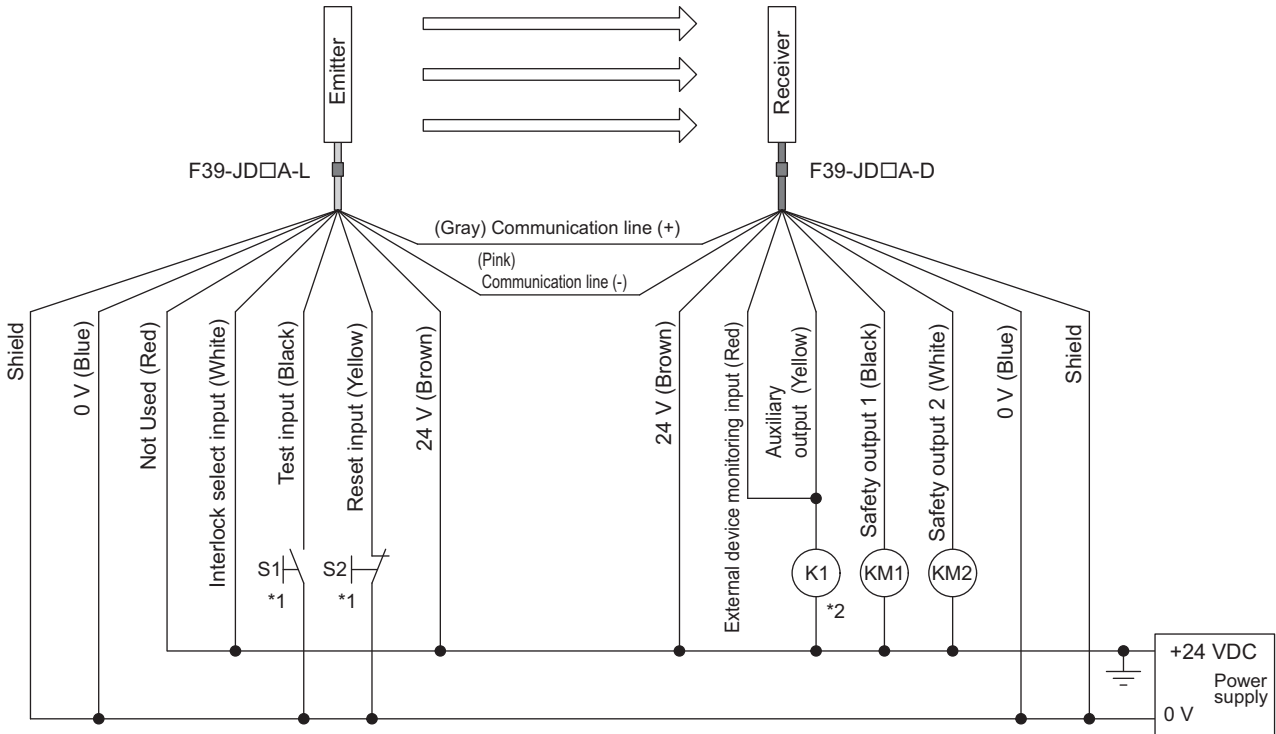 Emitter
Receiver
F39-JD□A-L
F39-JD□A-D
(Gray) Communication line (+)
(Pink)
Communication line (-)
Shield
0 V (Blue)
Not Used (Red)
Interlock select input (White)
Test input (Black)
Reset input (Yellow)
24 V (Brown)
24 V (Brown)
External device monitoring input (Red)
Auxiliary
output (Yellow)
Safety output 1 (Black)
Safety output 2 (White)
0 V (Blue)
Shield
S1
*1
S2
*1
K1
*2
KM1
KM2
+24 VDC
Power
supply
0 V